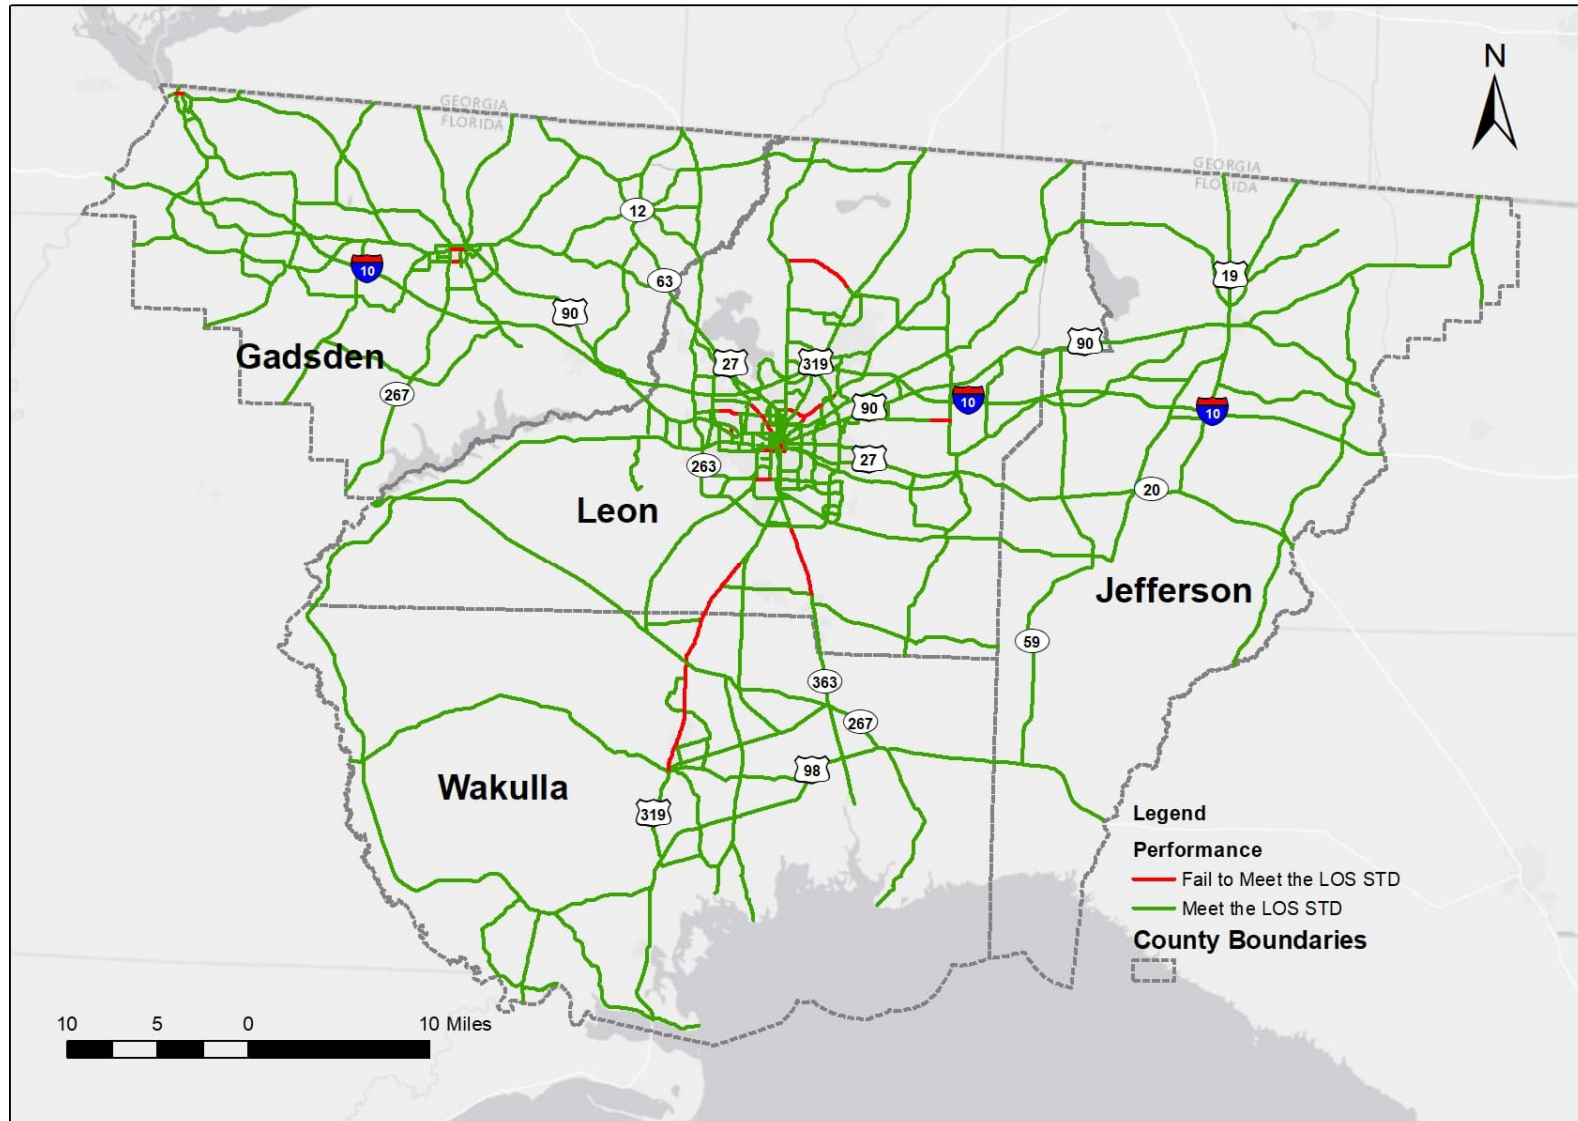 N
GEORGIA
FLORIDA
GEORGIA
FLORIDA
12
10
63
19
90
90
Gadsden
27
319
267
90
10
10
27
263
20
Leon
Jefferson
59
363
267
98
Wakulla
319
Legend
Performance
Fail to Meet the LOS STD
Meet the LOS STD
County Boundaries
10 5 0 10 Miles